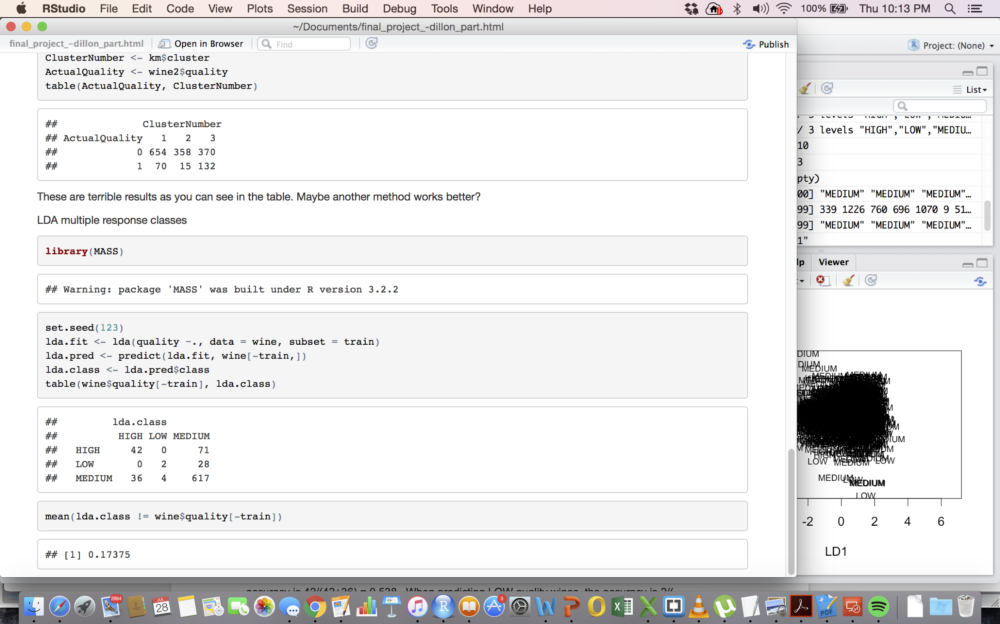 RStudio File Edit Code View Plots Session Build Debug Tools Window Help 100% Thu 10:13 PM
~/Documents/final_project_-dillon_part.html
final_project_-dillon_part.html Open in Browser Find Publish
Project: (None)
ClusterNumber <- km$cluster
ActualQuality <- wine2$quality
table(ActualQuality, ClusterNumber)
List
##              ClusterNumber
## ActualQuality   1   2   3
##             0 654 358 370
##             1  70  15 132
/ 3 levels "HIGH","LOW","MEDIU…
10
3
pty)
00] "MEDIUM" "MEDIUM" "MEDIUM"…
99] 339 1226 760 696 1070 9 51…
99] "MEDIUM" "MEDIUM" "MEDIUM"…
1"
These are terrible results as you can see in the table. Maybe another method works better?
LDA multiple response classes
library(MASS)
## Warning: package 'MASS' was built under R version 3.2.2
set.seed(123)
lda.fit <- lda(quality ~., data = wine, subset = train)
lda.pred <- predict(lda.fit, wine[-train,])
lda.class <- lda.pred$class
table(wine$quality[-train], lda.class)
##         lda.class
##          HIGH LOW MEDIUM
##   HIGH     42   0     71
##   LOW       0   2     28
##   MEDIUM   36   4    617
mean(lda.class != wine$quality[-train])
## [1] 0.17375
lp Viewer
DIUM
MEDIUM
LOW
MEDIUM
LOW
MEDIUM
MEDIUM
LOW
-2 0 2 4 6
LD1
accuracy is 42/(42+36) = 0.538. When predicting LOW quality wines, the accuracy is 2/(
2864
JUL
28
3
PAGES
PDF